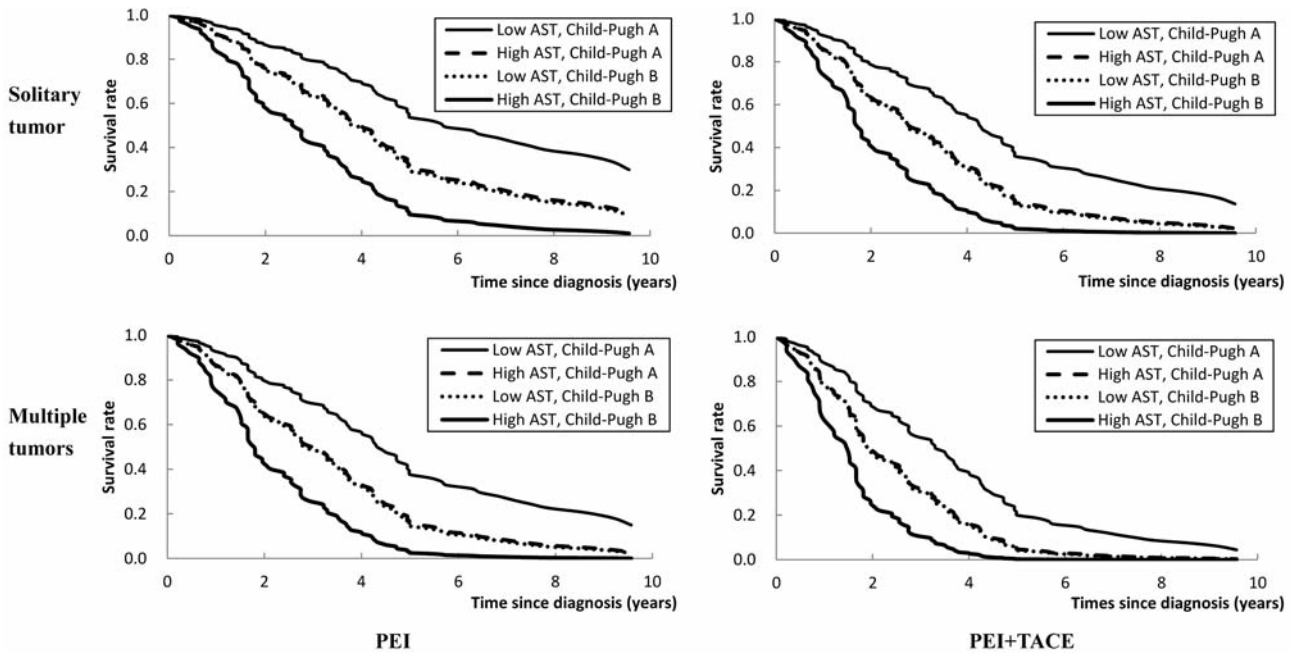 Solitary
tumor
Survival rate
1.0
0.8
0.6
0.4
0.2
0.0
Low AST, Child-Pugh A
High AST, Child-Pugh A
Low AST, Child-Pugh B
High AST, Child-Pugh B
0 2 4 6 8 10
Time since diagnosis (years)
Survival rate
1.0
0.8
0.6
0.4
0.2
0.0
Low AST, Child-Pugh A
High AST, Child-Pugh A
Low AST, Child-Pugh B
High AST, Child-Pugh B
0 2 4 6 8 10
Time since diagnosis (years)
Multiple
tumors
Survival rate
1.0
0.8
0.6
0.4
0.2
0.0
Low AST, Child-Pugh A
High AST, Child-Pugh A
Low AST, Child-Pugh B
High AST, Child-Pugh B
0 2 4 6 8 10
Time since diagnosis (years)
Survival rate
1.0
0.8
0.6
0.4
0.2
0.0
Low AST, Child-Pugh A
High AST, Child-Pugh A
Low AST, Child-Pugh B
High AST, Child-Pugh B
0 2 4 6 8 10
Times since diagnosis (years)
PEI
PEI+TACE